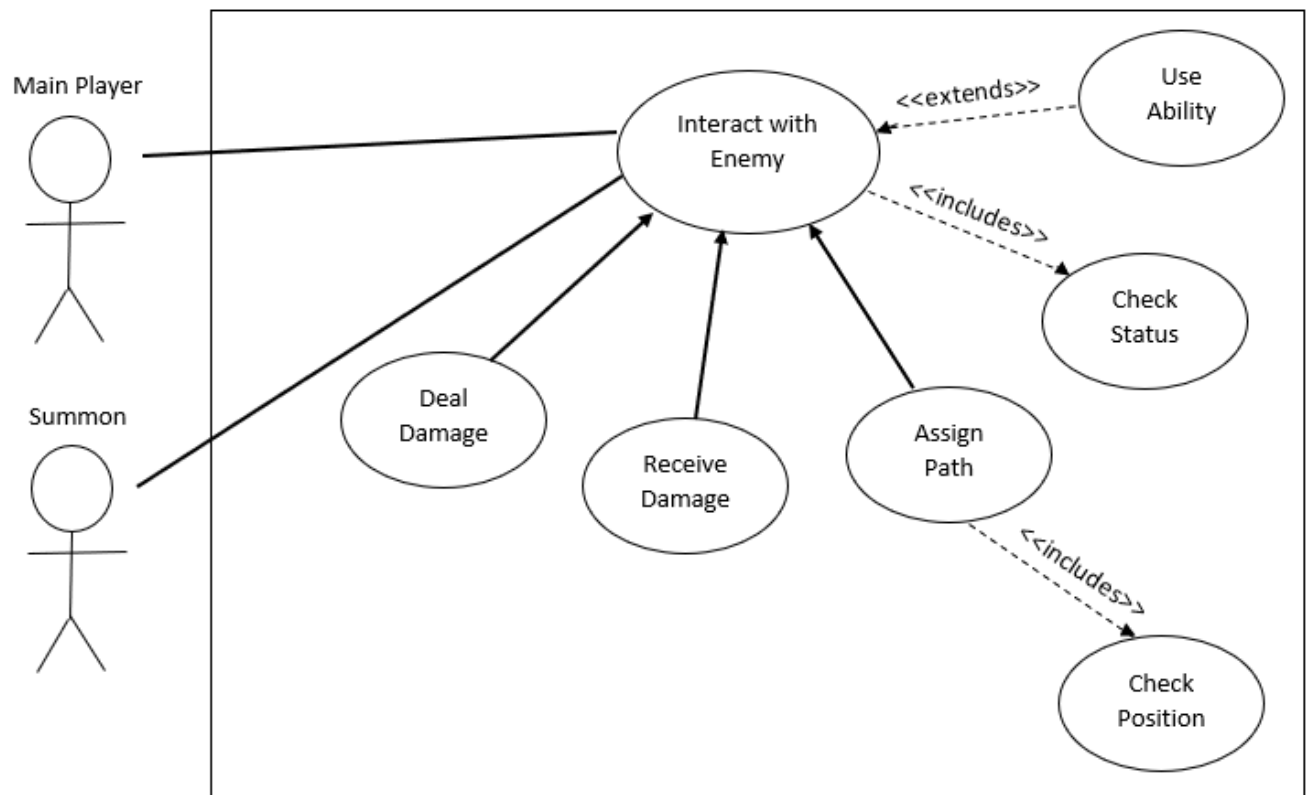 Main Player
Interact with
Enemy
<<extends>>
Use
Ability
<<includes>>
Check
Status
Summon
Deal
Damage
Receive
Damage
Assign
Path
<<includes>>
Check
Position